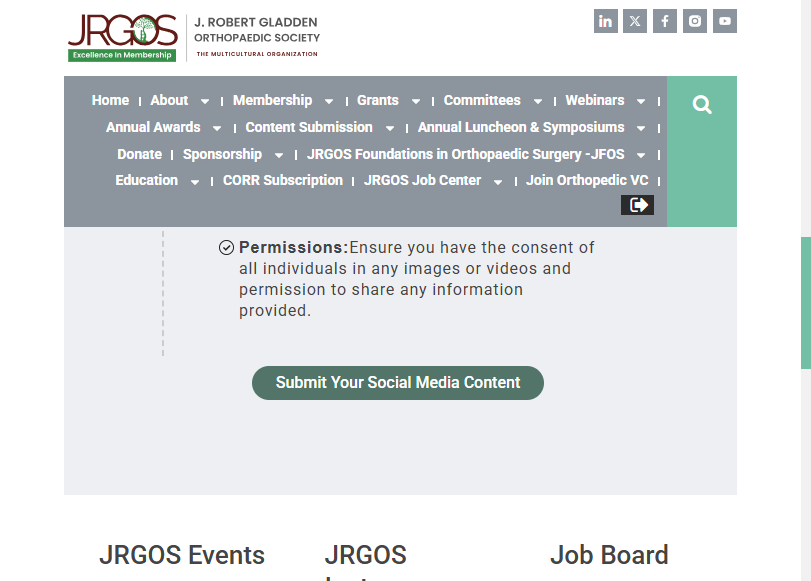 JRGOS
Excellence In Membership
J. ROBERT GLADDEN
ORTHOPAEDIC SOCIETY
THE MULTICULTURAL ORGANIZATION
Home | About | Membership | Grants | Committees | Webinars |
Annual Awards | Content Submission | Annual Luncheon & Symposiums |
Donate | Sponsorship | JRGOS Foundations in Orthopaedic Surgery -JFOS |
Education | CORR Subscription | JRGOS Job Center | Join Orthopedic VC |
Permissions:Ensure you have the consent of
all individuals in any images or videos and
permission to share any information
provided.
Submit Your Social Media Content
JRGOS Events
JRGOS
Job Board